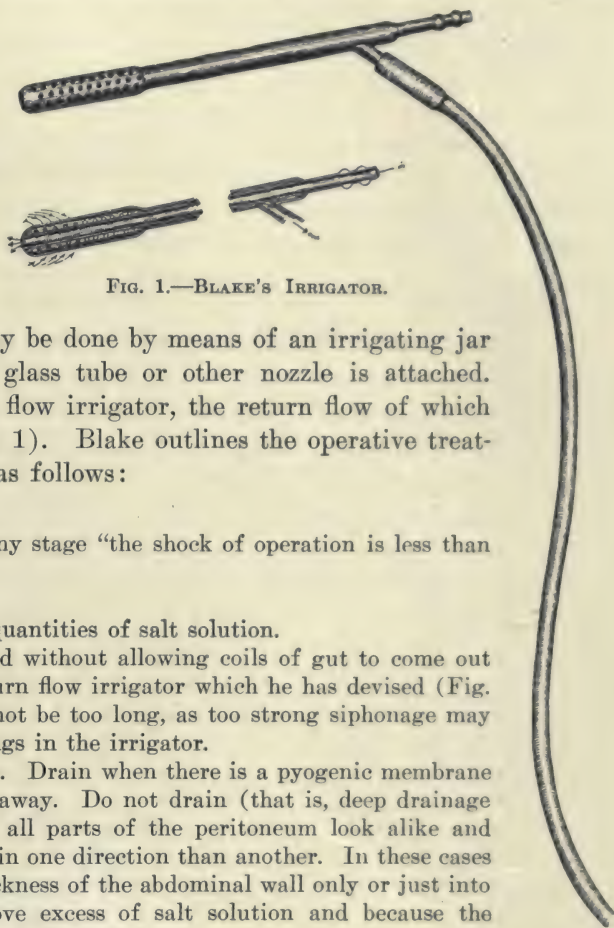 FIG. 1.—BLAKE'S IRRIGATOR.
y be done by means of an irrigating jar
glass tube or other nozzle is attached.
flow irrigator, the return flow of which
1). Blake outlines the operative treat-
as follows:
ny stage "the shock of operation is less than
quantities of salt solution.
d without allowing coils of gut to come out
urn flow irrigator which he has devised (Fig.
not be too long, as too strong siphonage may
ngs in the irrigator.
. Drain when there is a pyogenic membrane
away. Do not drain (that is, deep drainage
all parts of the peritoneum look alike and
in one direction than another. In these cases
ckness of the abdominal wall only or just into
ove excess of salt solution and because the